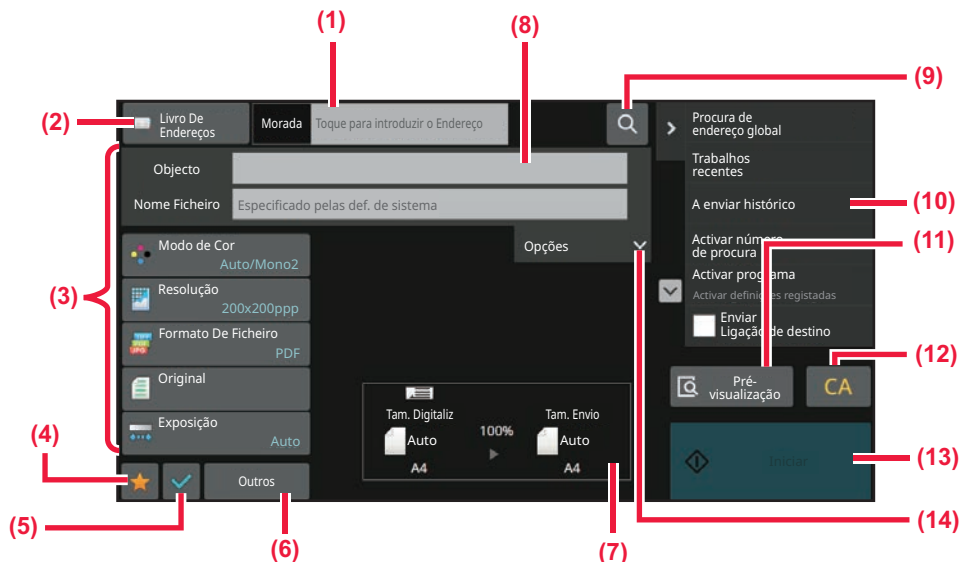 (1)
(8)
(9)
(2)
Livro De
Endereços
Morada
Toque para introduzir o Endereço
Procura de
endereço global
Objecto
Trabalhos
recentes
Nome Ficheiro
Especificado pelas def. de sistema
A enviar histórico
(10)
(3)
Opções
Activar número
de procura
(11)
Modo de Cor
Auto/Mono2
Activar programa
Activar definições registadas
Resolução
200x200ppp
Enviar
Ligação de destino
Formato De Ficheiro
PDF
JPG
(12)
Original
Pré-
visualização
CA
Exposição
Auto
Tam. Digitaliz
Auto
A4
100%
Tam. Envio
Auto
A4
(4)
Iniciar
(13)
Outros
(5)
(6)
(7)
(14)